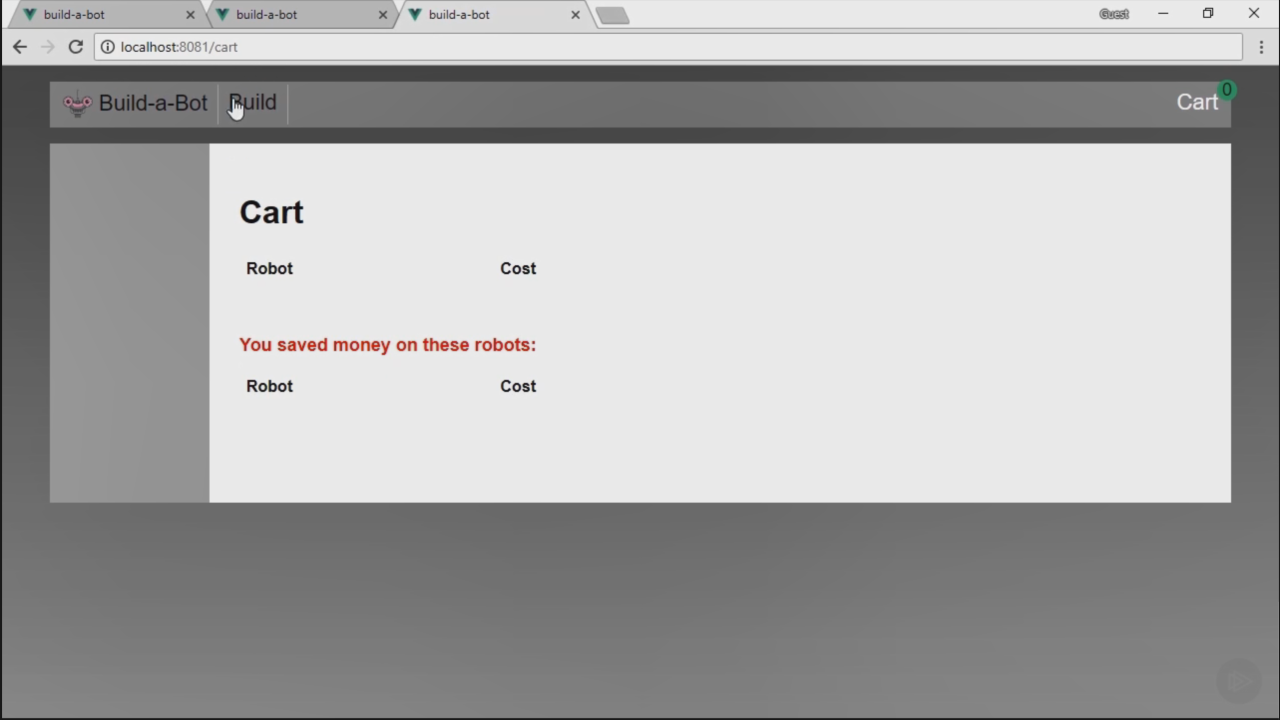 build-a-bot
build-a-bot
build-a-bot
Guest
localhost:8081/cart
Build-a-Bot
Build
Cart
0
Cart
Robot Cost
You saved money on these robots:
Robot Cost